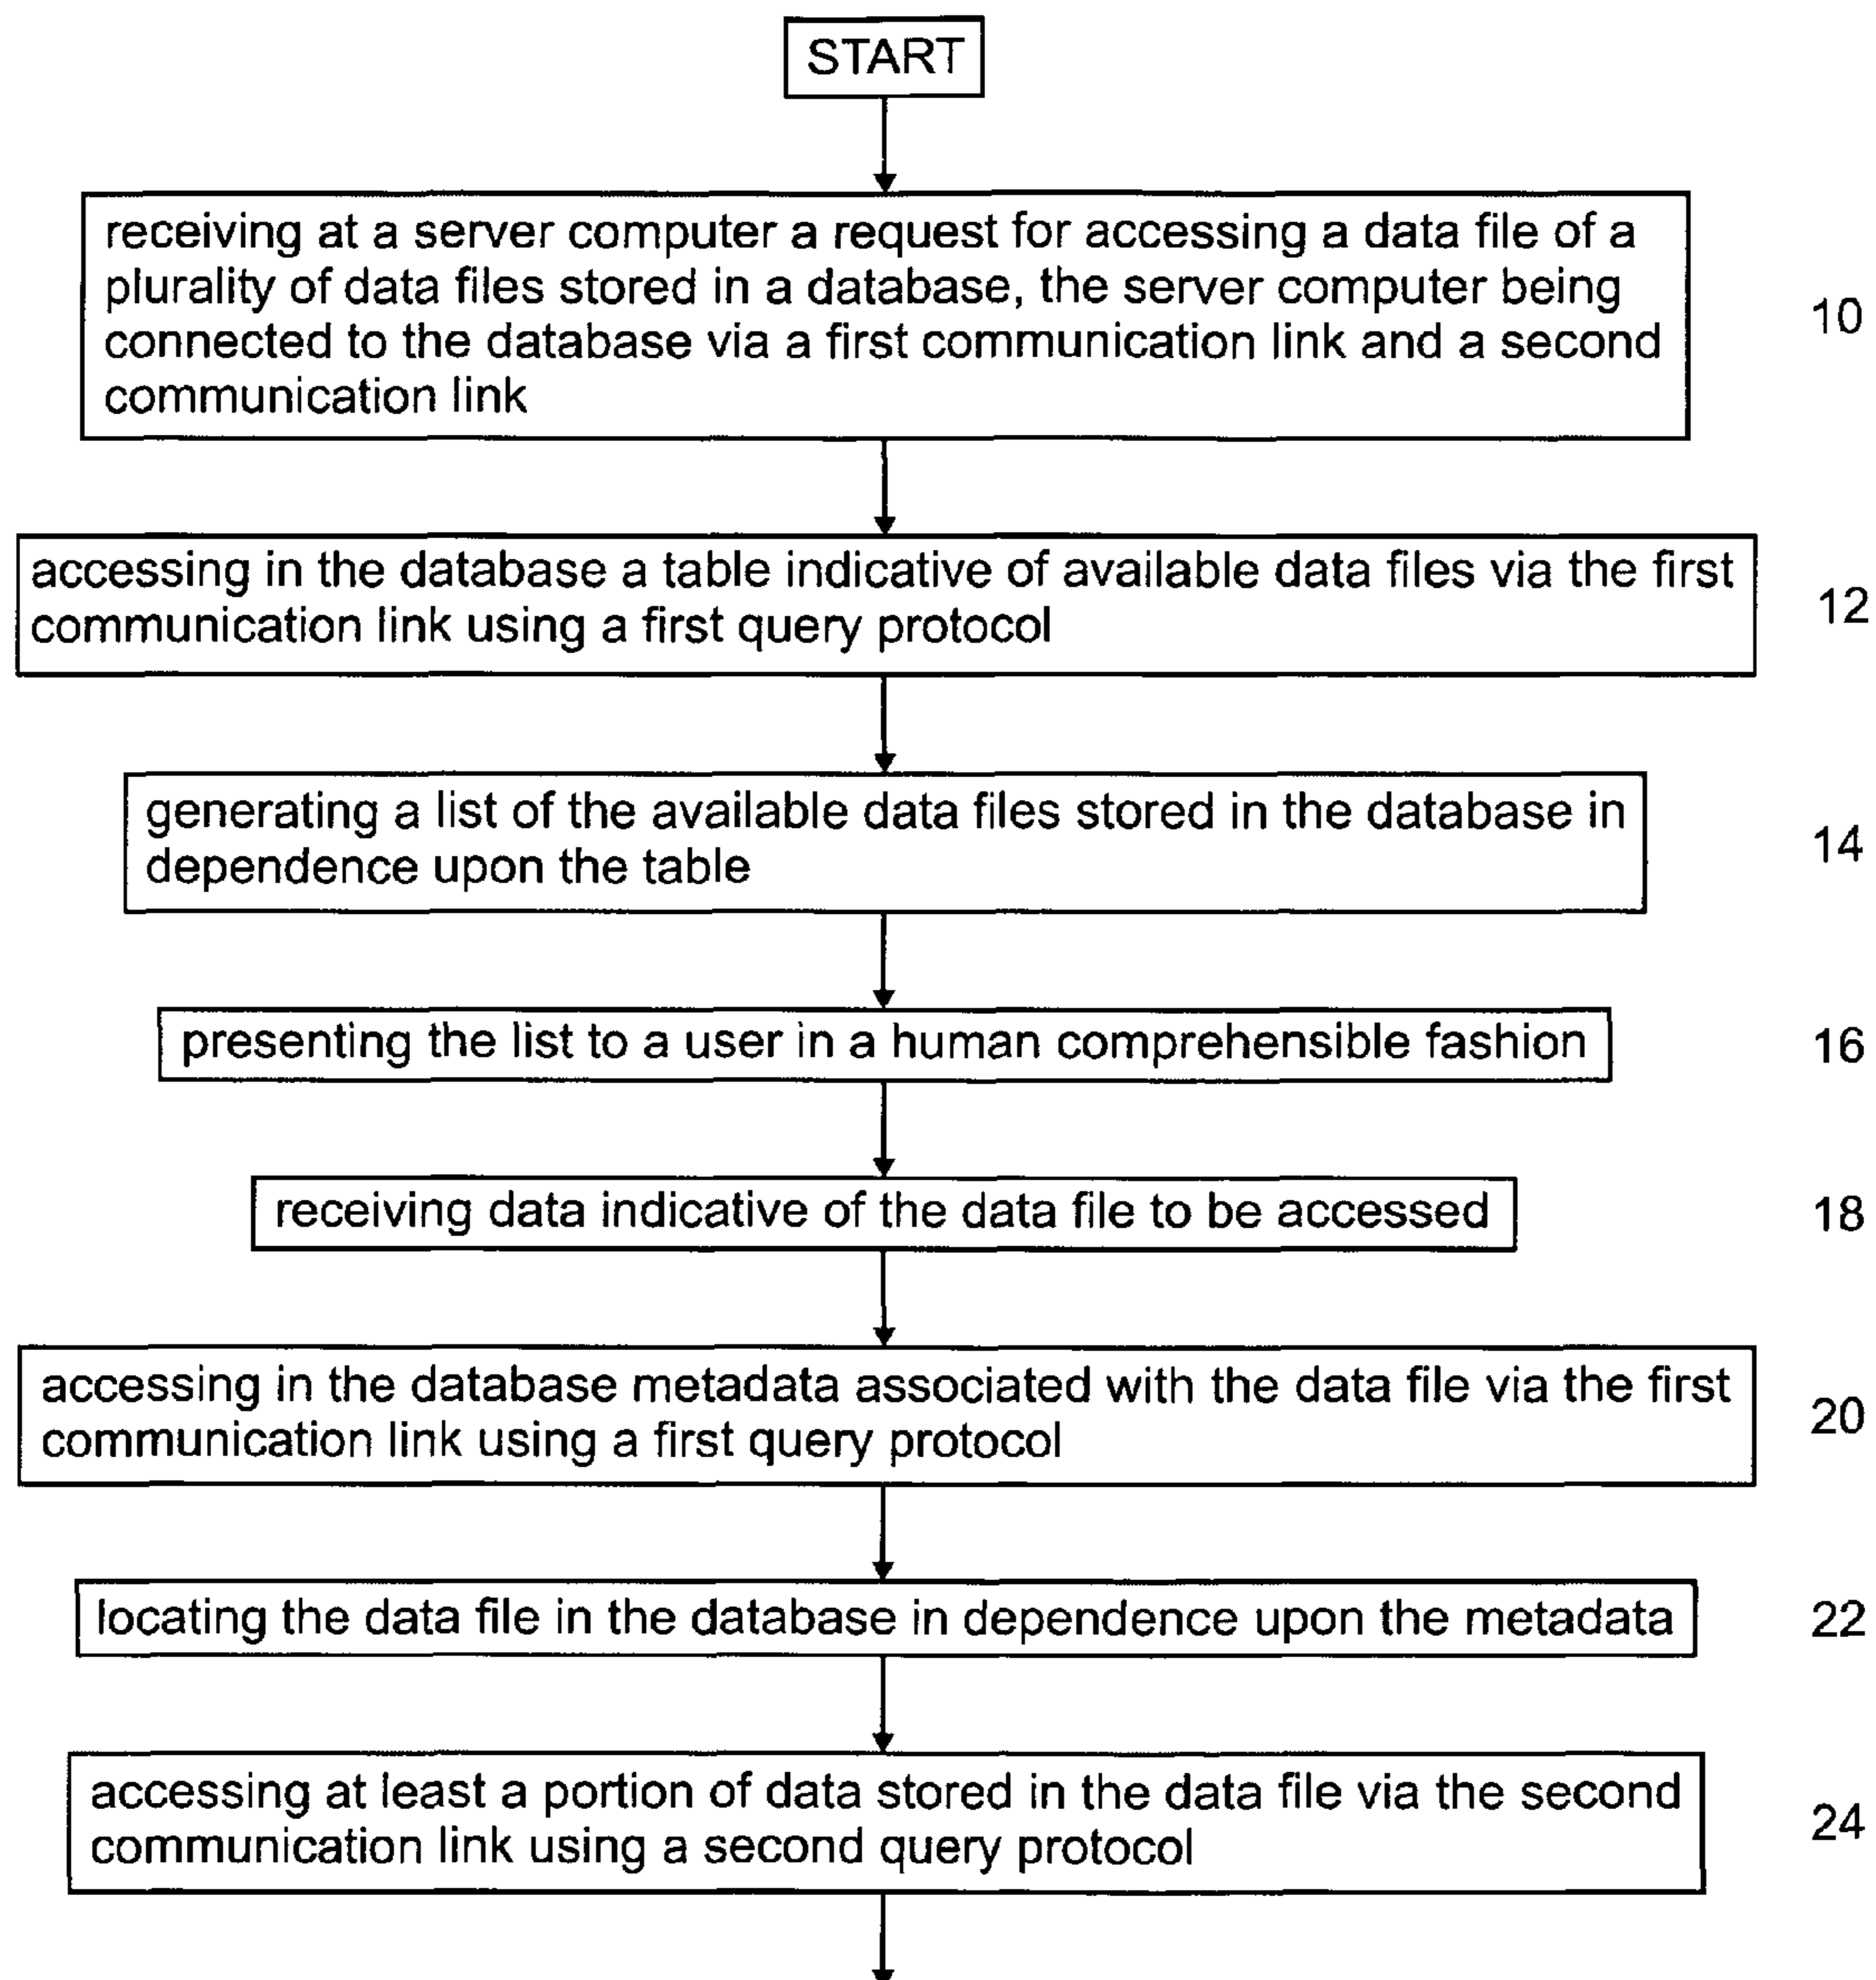 START
receiving at a server computer a request for accessing a data file of a
plurality of data files stored in a database, the server computer being
connected to the database via a first communication link and a second
communication link
10
accessing in the database a table indicative of available data files via the first
communication link using a first query protocol
12
generating a list of the available data files stored in the database in
dependence upon the table
14
presenting the list to a user in a human comprehensible fashion
16
receiving data indicative of the data file to be accessed
18
accessing in the database metadata associated with the data file via the first
communication link using a first query protocol
20
locating the data file in the database in dependence upon the metadata
22
accessing at least a portion of data stored in the data file via the second
communication link using a second query protocol
24